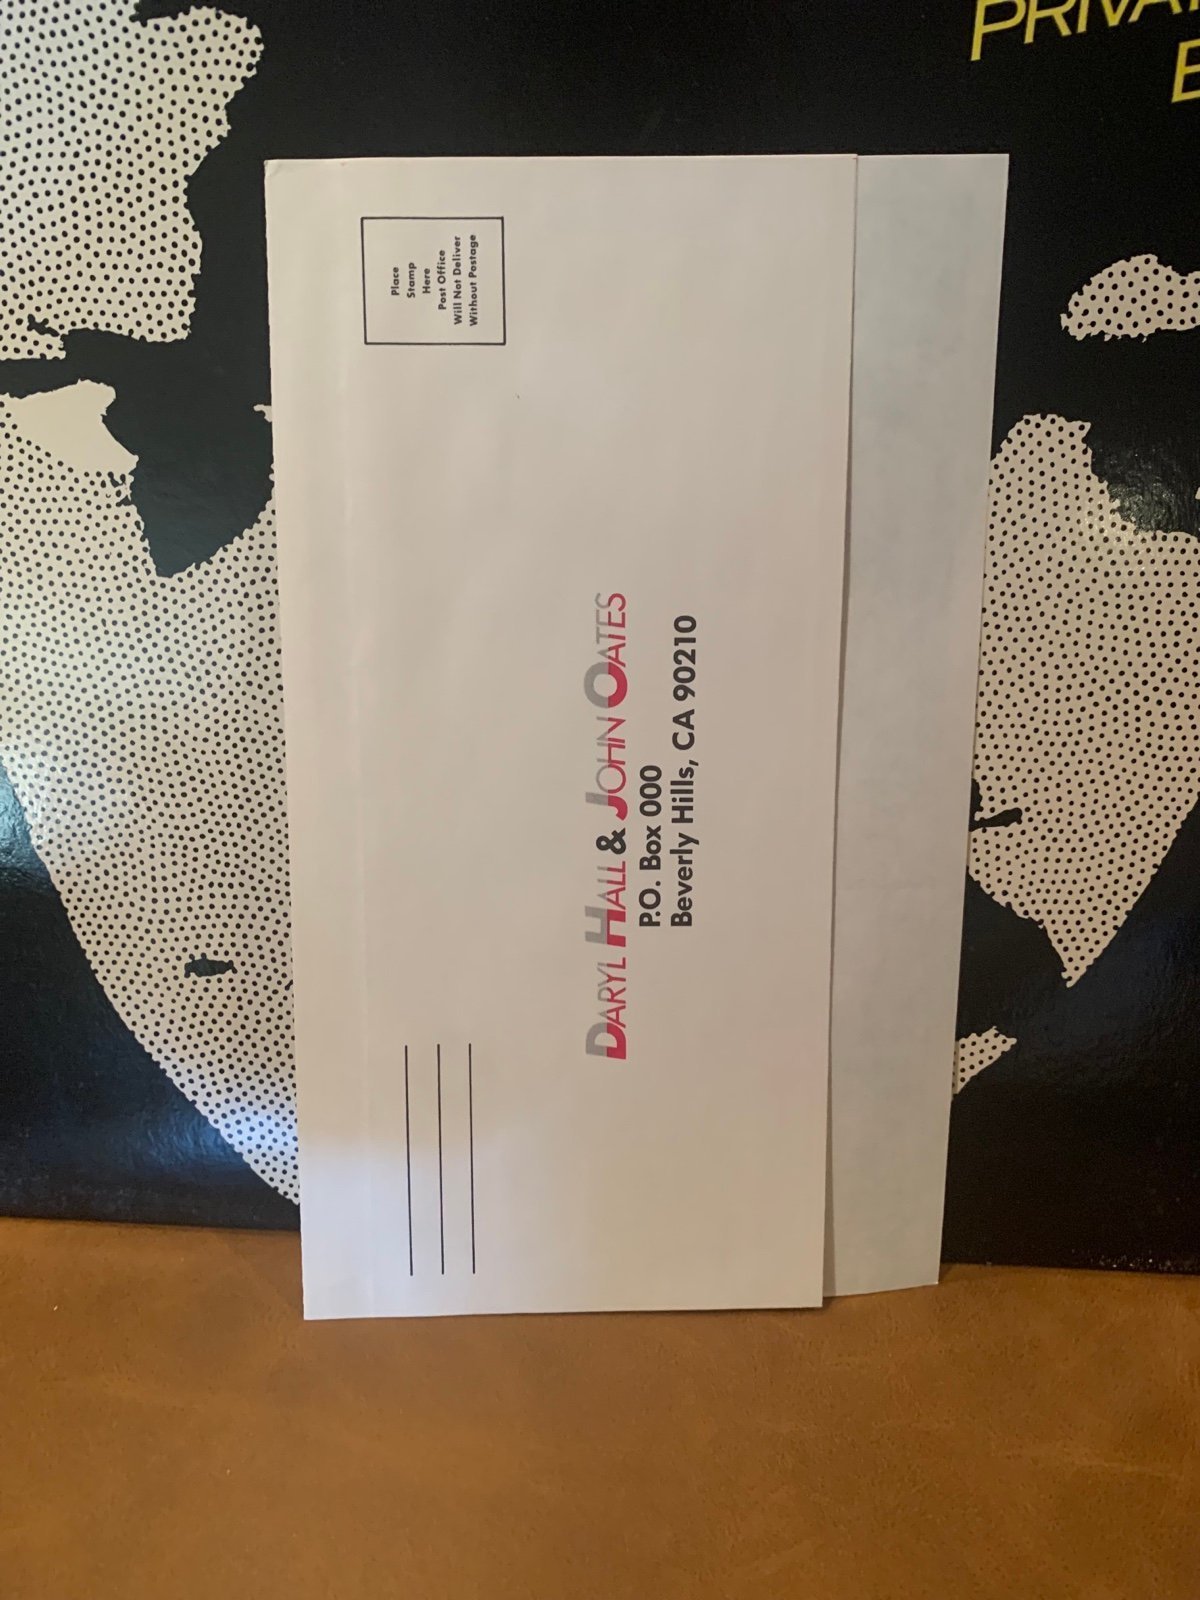 PRIVA
E
Place
Stamp
Here
Post Office
Will Not Deliver
Without Postage
DARYL HALL & JOHN OATES
P.O. Box 000
Beverly Hills, CA 90210